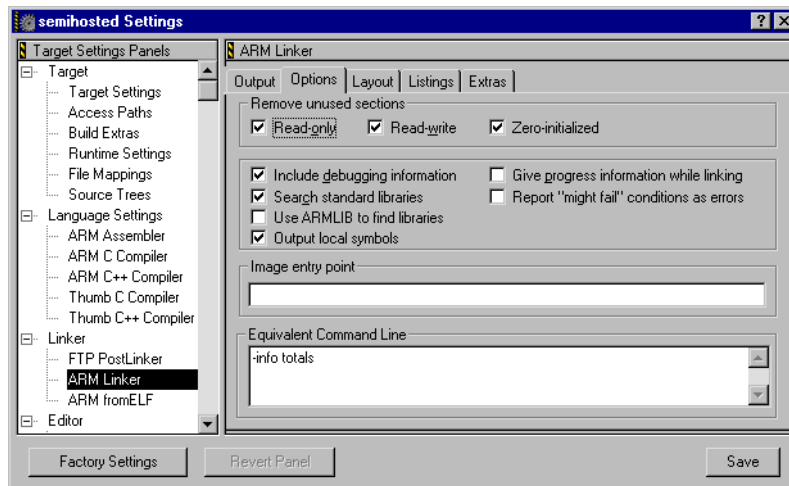 semihosted Settings
Target Settings Panels
Target
Target Settings
Access Paths
Build Extras
Runtime Settings
File Mappings
Source Trees
Language Settings
ARM Assembler
ARM C Compiler
ARM C++ Compiler
Thumb C Compiler
Thumb C++ Compiler
Linker
FTP PostLinker
ARM Linker
ARM fromELF
Editor
ARM Linker
Output Options Layout Listings Extras
Remove unused sections
Read-only Read-write Zero-initialized
Include debugging information Give progress information while linking
Search standard libraries Report "might fail" conditions as errors
Use ARMLIB to find libraries
Output local symbols
Image entry point
Equivalent Command Line
-info totals
Factory Settings Revert Panel Save